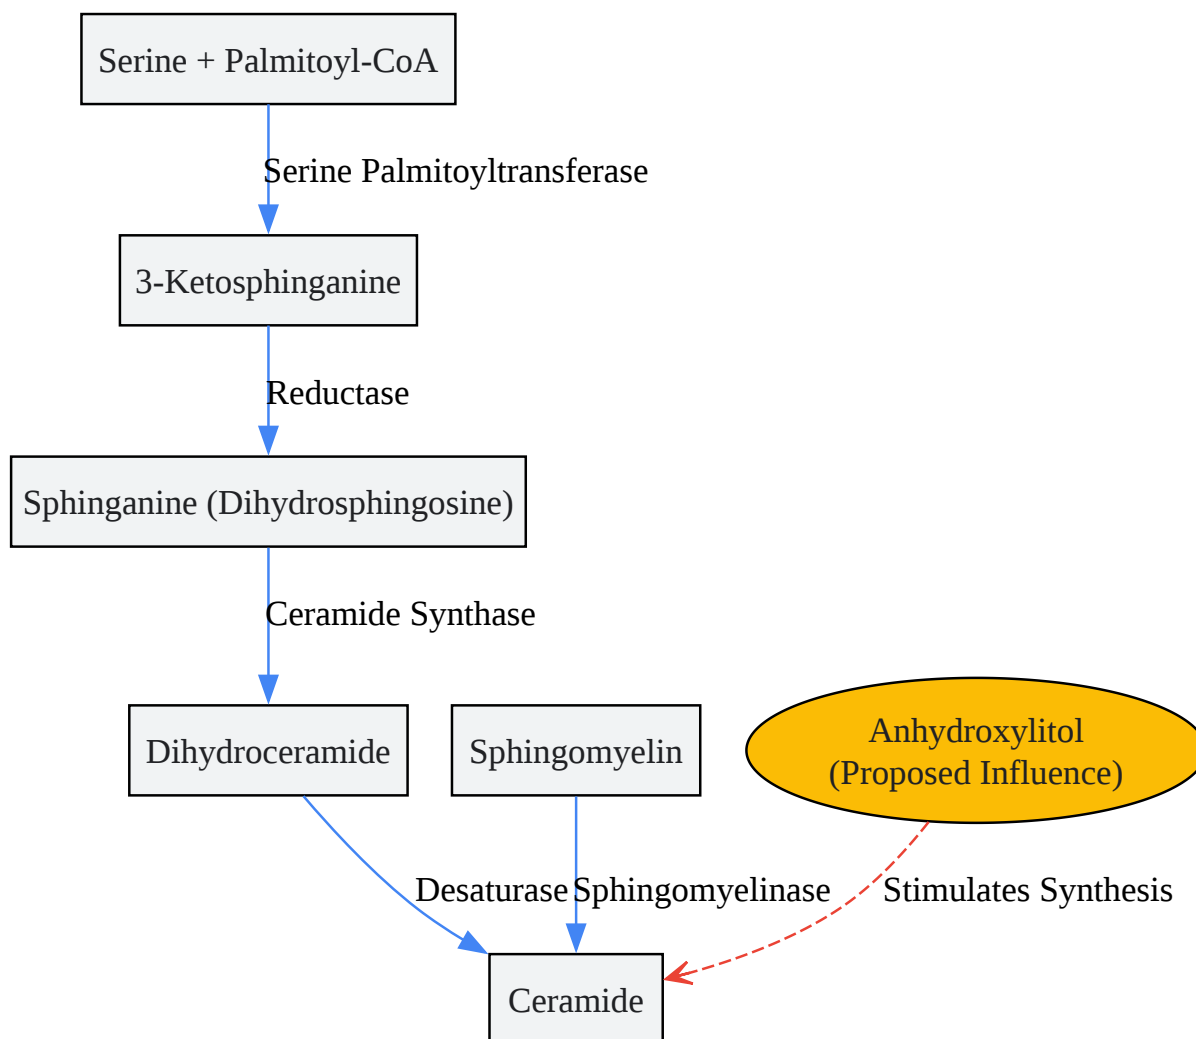 Serine + Palmitoyl-CoA
Serine Palmitoyltransferase
3-Ketosphinganine
Reductase
Sphinganine (Dihydrosphingosine)
Ceramide Synthase
Dihydroceramide
Sphingomyelin
Anhydroxylitol
(Proposed Influence)
Desaturase
Sphingomyelinase
Stimulates Synthesis
Ceramide